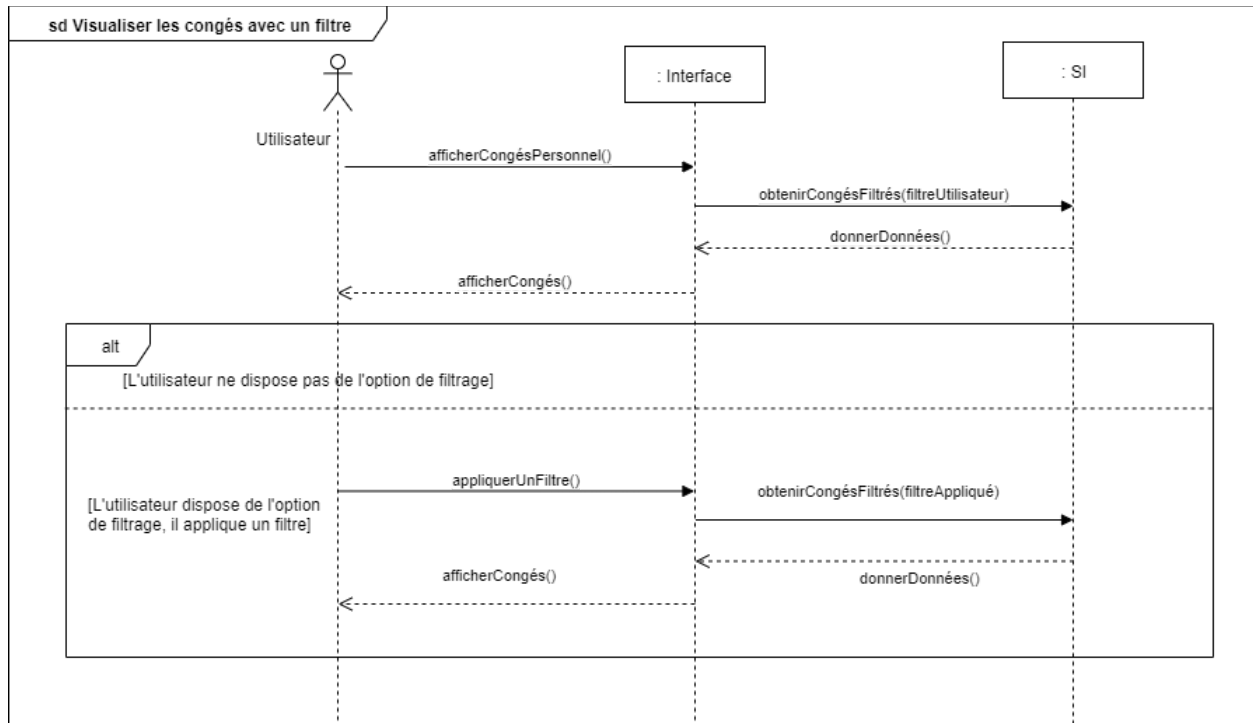 sd Visualiser les congés avec un filtre
: Interface
: SI
Utilisateur
afficherCongésPersonnel()
obtenirCongésFiltrés(filtreUtilisateur)
donnerDonnées()
afficherCongés()
alt
[L'utilisateur ne dispose pas de l'option de filtrage]
appliquerUnFiltre()
obtenirCongésFiltrés(filtreAppliqué)
[L'utilisateur dispose de l'option
de filtrage, il applique un filtre]
afficherCongés()
donnerDonnées()